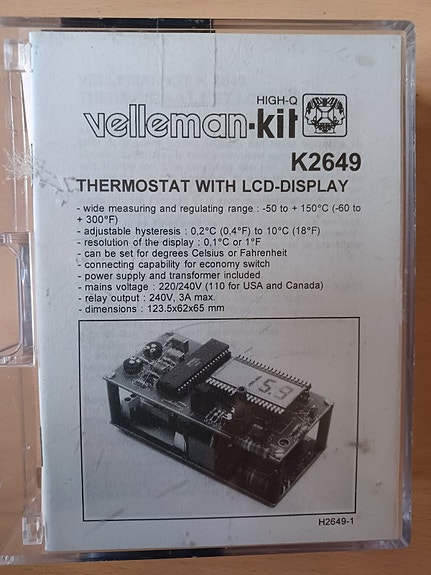 HIGH-Q
velleman-kit
K2649
THERMOSTAT WITH LCD-DISPLAY
- wide measuring and regulating range : -50 to + 150°C (-60 to
+ 300°F)
- adjustable hysteresis : 0,2°C (0,4°F) to 10°C (18°F)
- resolution of the display : 0,1°C or 1°F
- can be set for degrees Celsius or Fahrenheit
- connecting capability for economy switch
- power supply and transformer included
- mains voltage : 220/240V (110 for USA and Canada)
- relay output : 240V, 3A max.
- dimensions : 123.5x62x65 mm
15.9
H2649-1